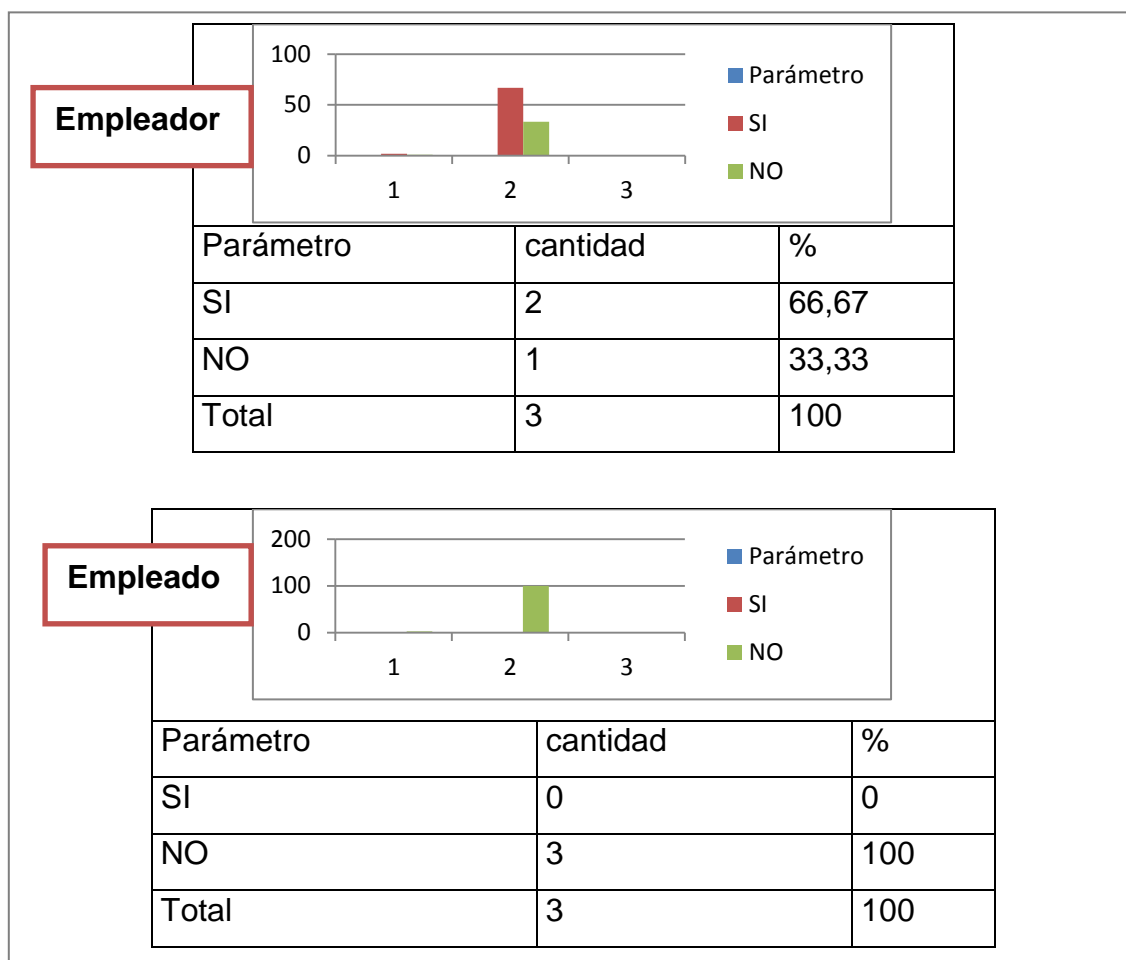 Empleador
100
50
0
1 2 3
Parámetro
SI
NO
Parámetro cantidad %
SI 2 66,67
NO 1 33,33
Total 3 100
Empleado
200
100
0
1 2 3
Parámetro
SI
NO
Parámetro cantidad %
SI 0 0
NO 3 100
Total 3 100